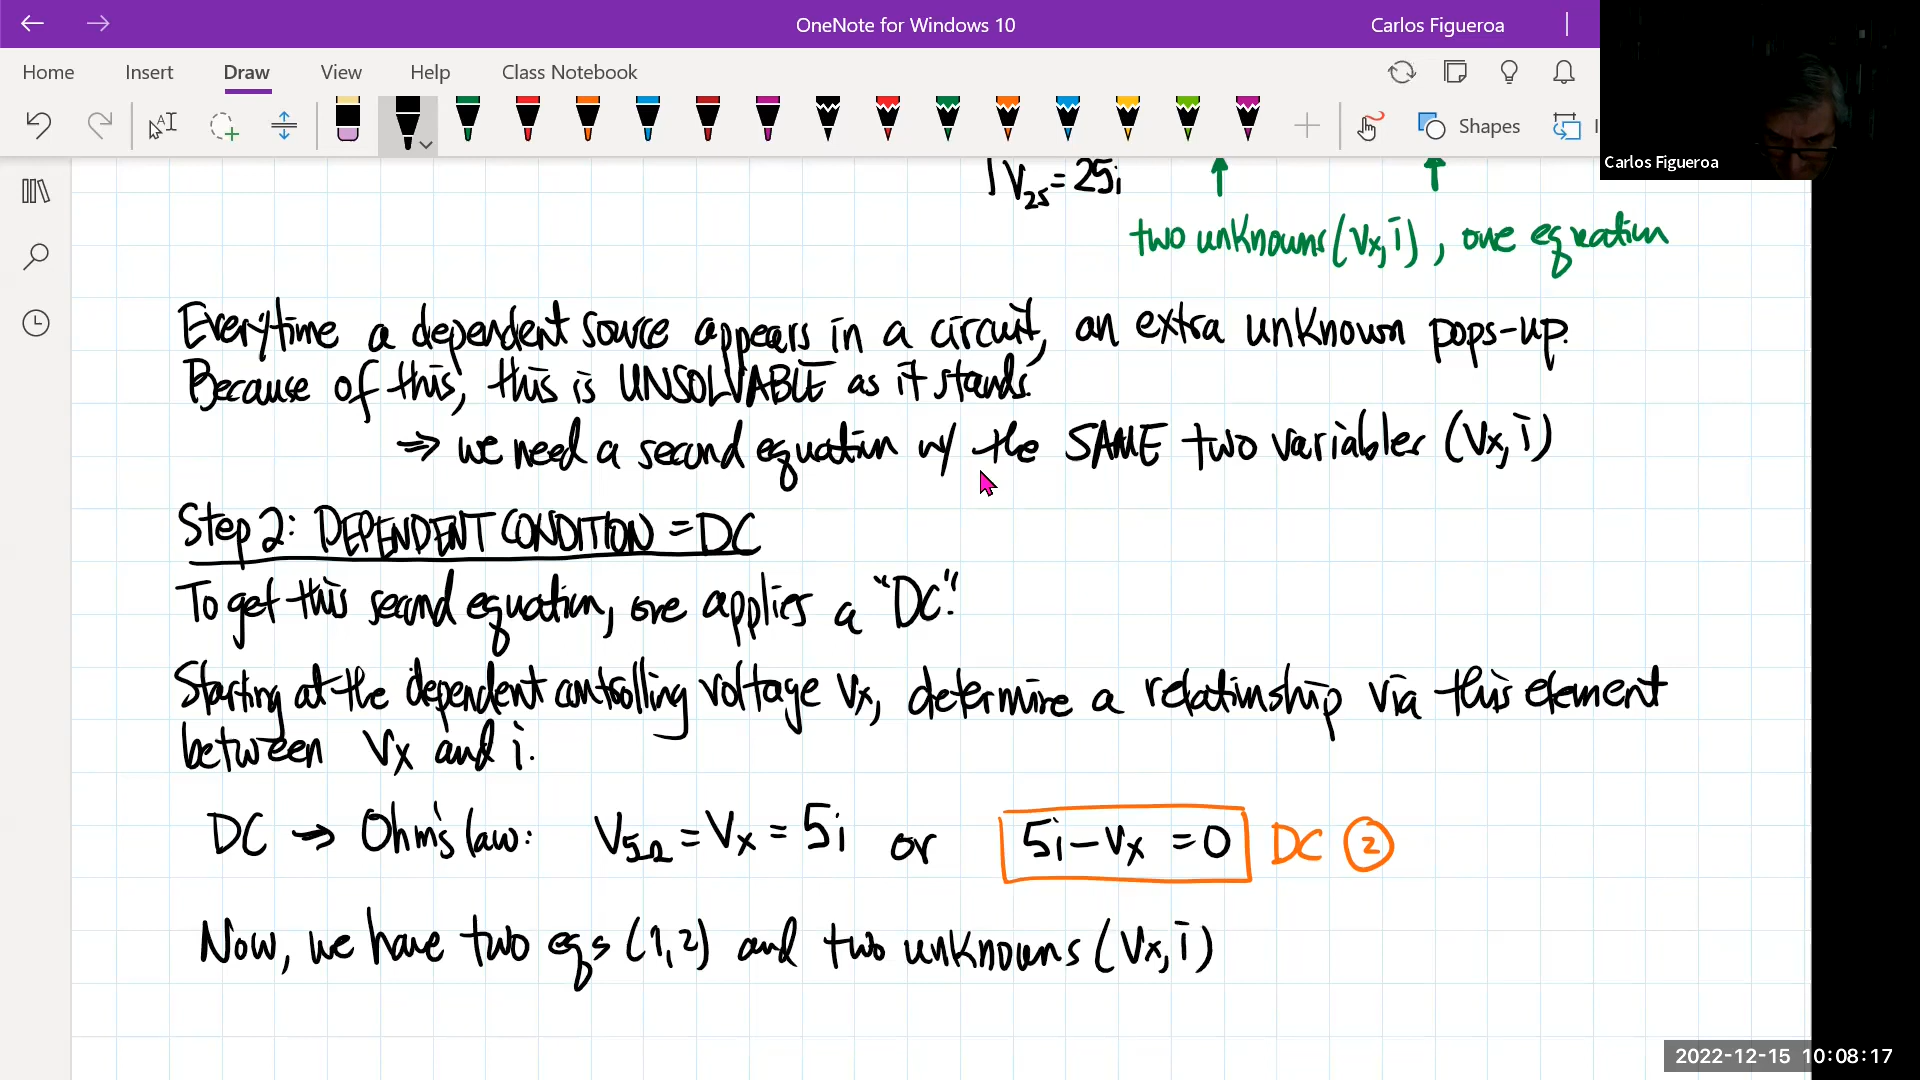 OneNote for Windows 10
Carlos Figueroa
Home Insert Draw View Help Class Notebook
Shapes
Carlos Figueroa
V25 = 25i
two unknowns (Vx, i), one equation
Everytime a dependent source appears in a circuit, an extra unknown pops-up.
Because of this, this is UNSOLVABLE as it stands.
⇒ we need a second equation w/ the SAME two variables (Vx, i)
Step 2: DEPENDENT CONDITION = DC
To get this second equation, one applies a "DC".
Starting at the dependent controlling voltage Vx, determine a relationship via this element
between Vx and i.
DC ⇒ Ohm's law: V5Ω = Vx = 5i or 5i - Vx = 0 DC ②
Now, we have two eqs (1,2) and two unknowns (Vx, i)
2022-12-15 10:08:17